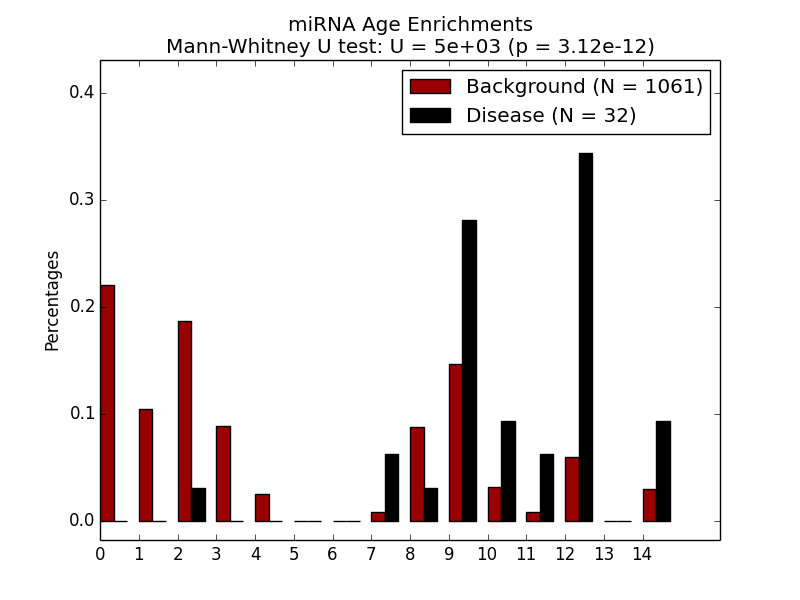 miRNA Age Enrichments
Mann-Whitney U test: U = 5e+03 (p = 3.12e-12)
Background (N = 1061)
Disease (N = 32)
Percentages
0.4
0.3
0.2
0.1
0.0
0 1 2 3 4 5 6 7 8 9 10 11 12 13 14